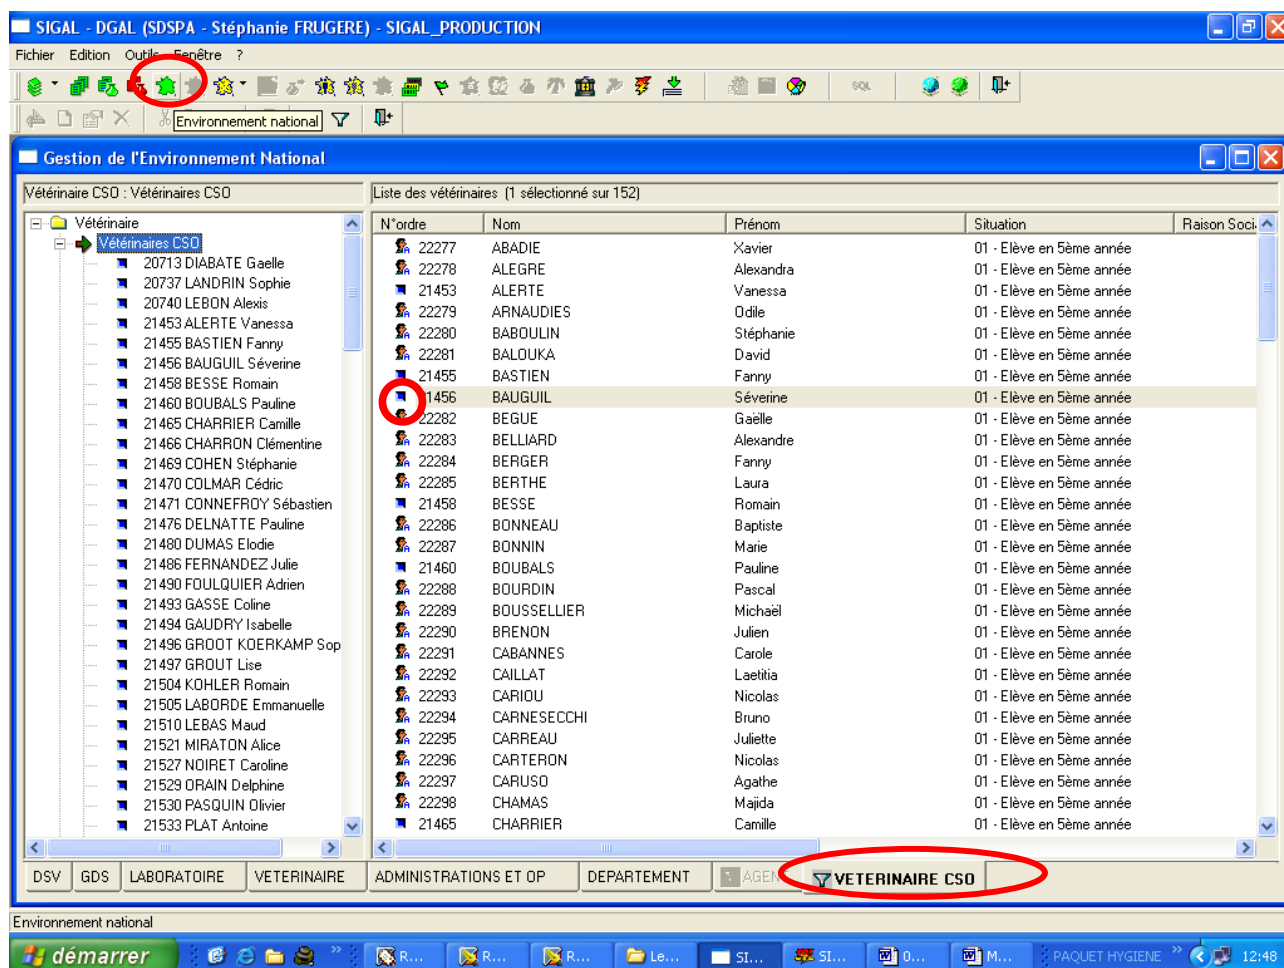 SIGAL - DGAL (SDSPA - Stéphanie FRUGERE) - SIGAL_PRODUCTION
Fichier Edition Outils Fenêtre ?
SQL
Environnement national
Gestion de l'Environnement National
Vétérinaire CSO : Vétérinaires CSO
Liste des vétérinaires (1 sélectionné sur 152)
Vétérinaire
Vétérinaires CSO
20713 DIABATE Gaelle
20737 LANDRIN Sophie
20740 LEBON Alexis
21453 ALERTE Vanessa
21455 BASTIEN Fanny
21456 BAUGUIL Séverine
21458 BESSE Romain
21460 BOUBALS Pauline
21465 CHARRIER Camille
21466 CHARRON Clémentine
21469 COHEN Stéphanie
21470 COLMAR Cédric
21471 CONNEFROY Sébastien
21476 DELNATTE Pauline
21480 DUMAS Elodie
21486 FERNANDEZ Julie
21490 FOULQUIER Adrien
21493 GASSE Coline
21494 GAUDRY Isabelle
21496 GROOT KOERKAMP Sop
21497 GROUT Lise
21504 KOHLER Romain
21505 LABORDE Emmanuelle
21510 LEBAS Maud
21521 MIRATON Alice
21527 NOIRET Caroline
21529 ORAIN Delphine
21530 PASQUIN Olivier
21533 PLAT Antoine
N°ordre Nom Prénom Situation Raison Soci
22277 ABADIE Xavier 01 - Elève en 5ème année
22278 ALEGRE Alexandra 01 - Elève en 5ème année
21453 ALERTE Vanessa 01 - Elève en 5ème année
22279 ARNAUDIES Odile 01 - Elève en 5ème année
22280 BABOULIN Stéphanie 01 - Elève en 5ème année
22281 BALOUKA David 01 - Elève en 5ème année
21455 BASTIEN Fanny 01 - Elève en 5ème année
21456 BAUGUIL Séverine 01 - Elève en 5ème année
22282 BEGUE Gaëlle 01 - Elève en 5ème année
22283 BELLIARD Alexandre 01 - Elève en 5ème année
22284 BERGER Fanny 01 - Elève en 5ème année
22285 BERTHE Laura 01 - Elève en 5ème année
21458 BESSE Romain 01 - Elève en 5ème année
22286 BONNEAU Baptiste 01 - Elève en 5ème année
22287 BONNIN Marie 01 - Elève en 5ème année
21460 BOUBALS Pauline 01 - Elève en 5ème année
22288 BOURDIN Pascal 01 - Elève en 5ème année
22289 BOUSSELLIER Michaël 01 - Elève en 5ème année
22290 BRENON Julien 01 - Elève en 5ème année
22291 CABANNES Carole 01 - Elève en 5ème année
22292 CAILLAT Laetitia 01 - Elève en 5ème année
22293 CARIOU Nicolas 01 - Elève en 5ème année
22294 CARNESECCHI Bruno 01 - Elève en 5ème année
22295 CARREAU Juliette 01 - Elève en 5ème année
22296 CARTERON Nicolas 01 - Elève en 5ème année
22297 CARUSO Agathe 01 - Elève en 5ème année
22298 CHAMAS Majida 01 - Elève en 5ème année
21465 CHARRIER Camille 01 - Elève en 5ème année
DSV GDS LABORATOIRE VETERINAIRE ADMINISTRATIONS ET OP DEPARTEMENT AGENT VETERINAIRE CSO
Environnement national
démarrer R... R... R... Le... SI... SI... 0... M... PAQUET HYGIENE 12:48